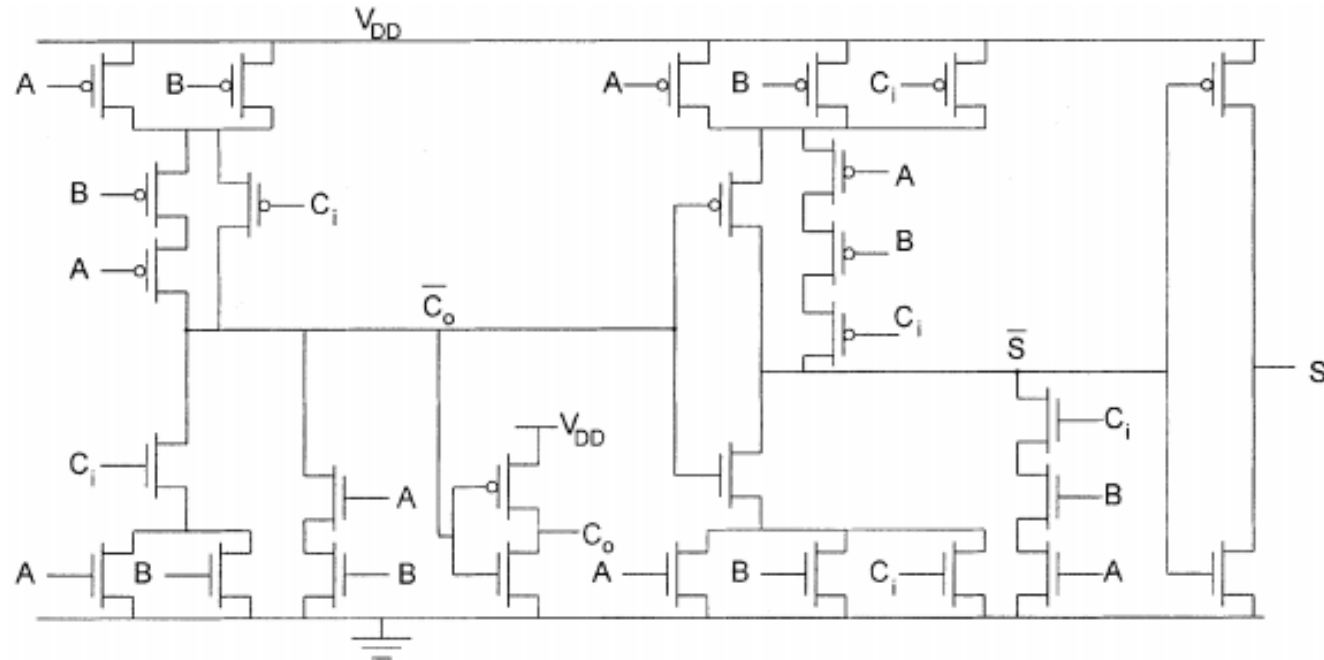 V_DD
A B A B C_i
A
B C_i
B
A
C̅_o̅ C_i
S̅
S
V_DD C_i
C_i
A B
C_o
A B B A B C_i A